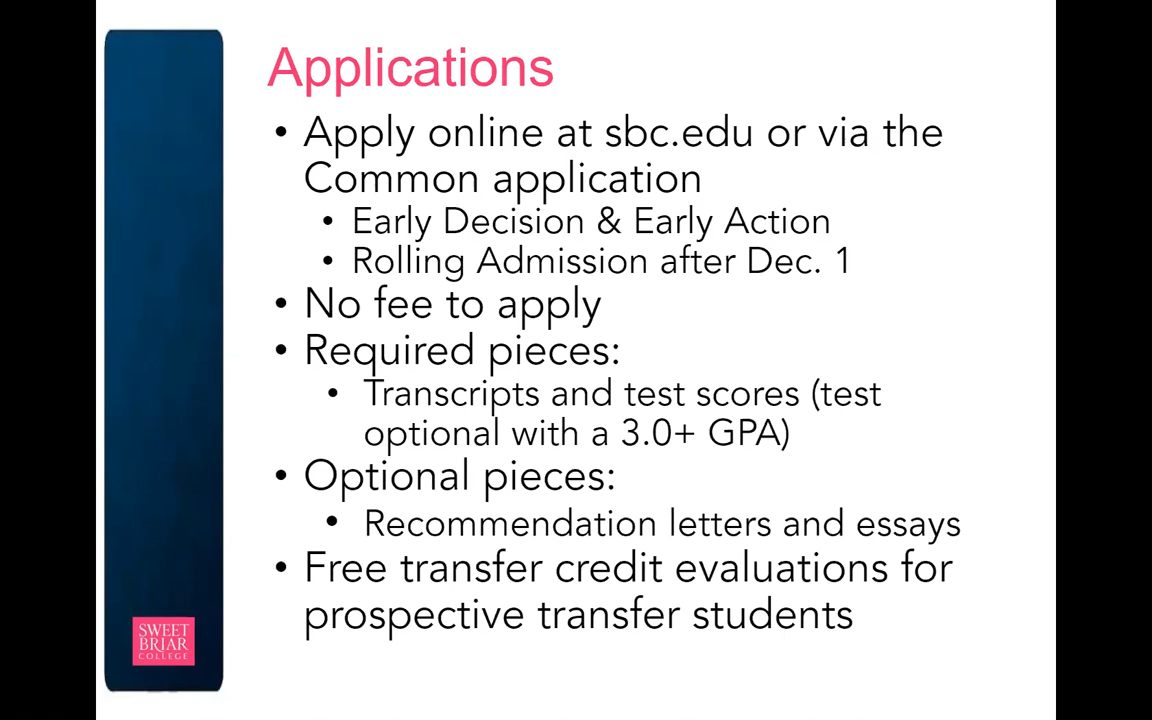 Applications
• Apply online at sbc.edu or via the
Common application
• Early Decision & Early Action
• Rolling Admission after Dec. 1
• No fee to apply
• Required pieces:
• Transcripts and test scores (test
optional with a 3.0+ GPA)
• Optional pieces:
• Recommendation letters and essays
• Free transfer credit evaluations for
prospective transfer students
SWEET
BRIAR
COLLEGE